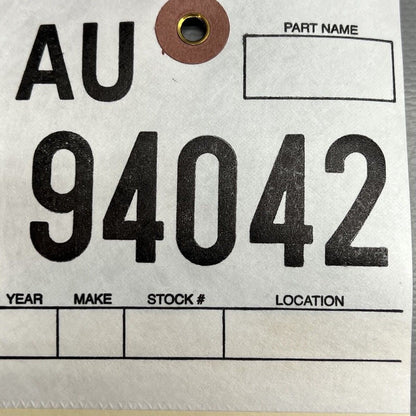 AU PART NAME
94042
YEAR MAKE STOCK # LOCATION